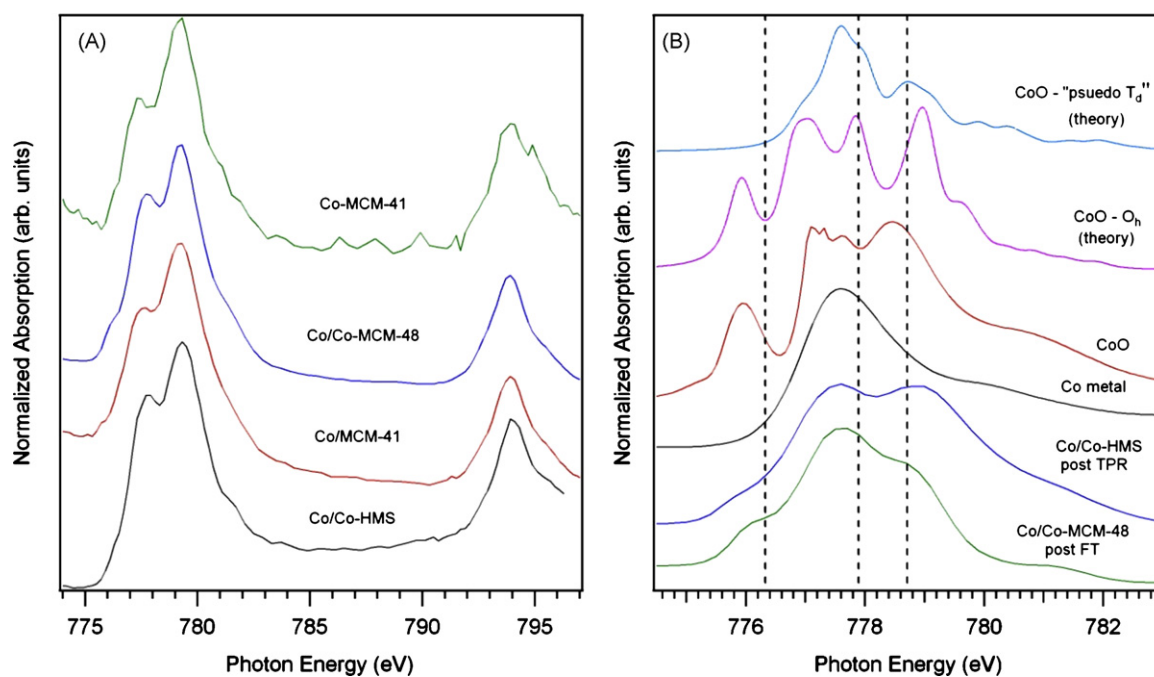 (A)
Co-MCM-41
Co/Co-MCM-48
Co/MCM-41
Co/Co-HMS
Normalized Absorption (arb. units)
775 780 785 790 795
Photon Energy (eV)
(B)
CoO - "psuedo Td"
(theory)
CoO - Oh
(theory)
CoO
Co metal
Co/Co-HMS
post TPR
Co/Co-MCM-48
post FT
Normalized Absorption (arb. units)
776 778 780 782
Photon Energy (eV)